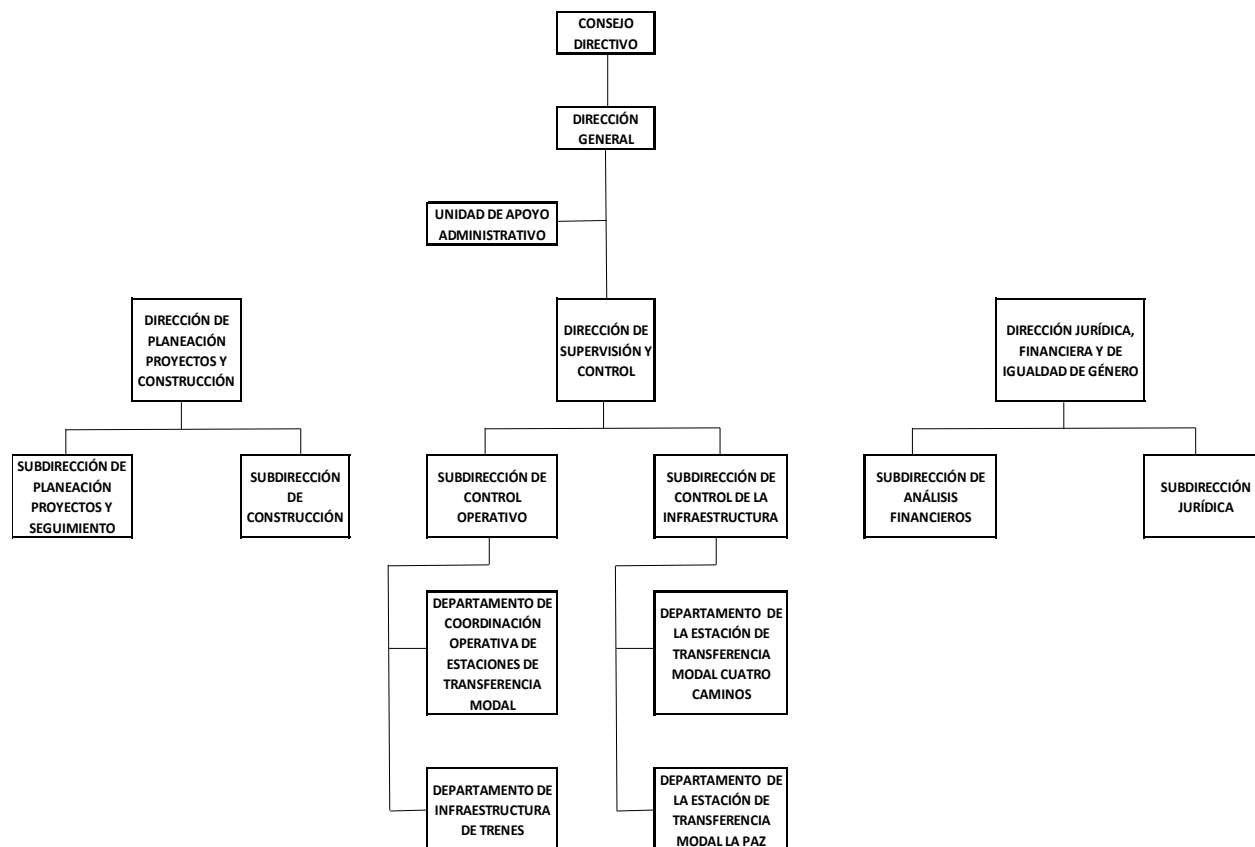 CONSEJO
DIRECTIVO
DIRECCIÓN
GENERAL
UNIDAD DE APOYO
ADMINISTRATIVO
DIRECCIÓN DE
PLANEACIÓN
PROYECTOS Y
CONSTRUCCIÓN
DIRECCIÓN DE
SUPERVISIÓN Y
CONTROL
DIRECCIÓN JURÍDICA,
FINANCIERA Y DE
IGUALDAD DE GÉNERO
SUBDIRECCIÓN DE
PLANEACIÓN
PROYECTOS Y
SEGUIMIENTO
SUBDIRECCIÓN
DE
CONSTRUCCIÓN
SUBDIRECCIÓN DE
CONTROL
OPERATIVO
SUBDIRECCIÓN DE
CONTROL DE LA
INFRAESTRUCTURA
SUBDIRECCIÓN DE
ANÁLISIS
FINANCIEROS
SUBDIRECCIÓN
JURÍDICA
DEPARTAMENTO DE
COORDINACIÓN
OPERATIVA DE
ESTACIONES DE
TRANSFERENCIA
MODAL
DEPARTAMENTO DE
LA ESTACIÓN DE
TRANSFERENCIA
MODAL CUATRO
CAMINOS
DEPARTAMENTO DE
INFRAESTRUCTURA
DE TRENES
DEPARTAMENTO DE
LA ESTACIÓN DE
TRANSFERENCIA
MODAL LA PAZ